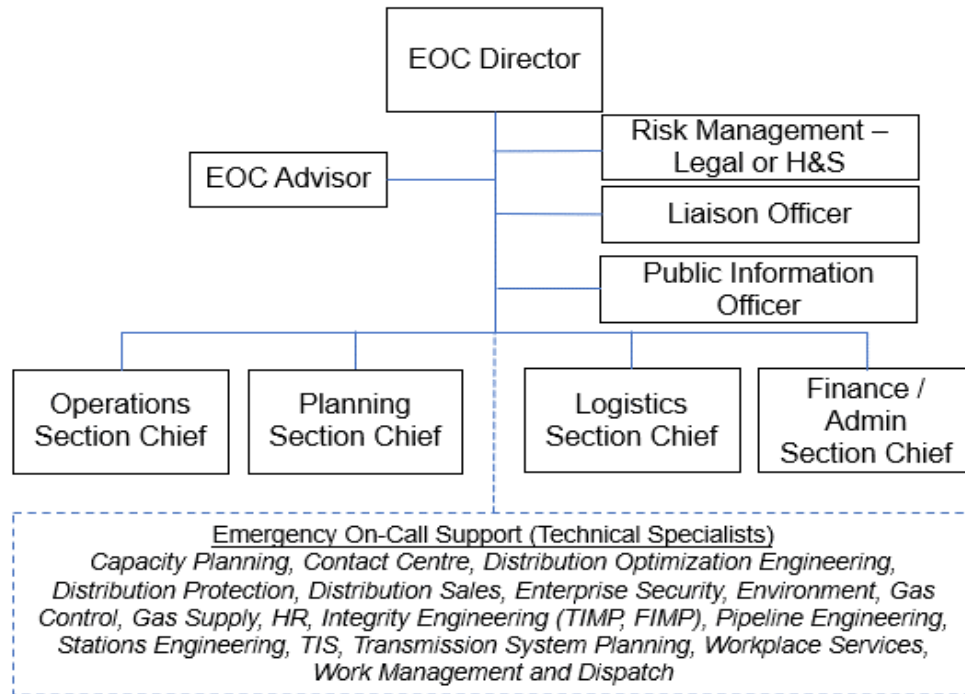 EOC Director
Risk Management –
Legal or H&S
EOC Advisor
Liaison Officer
Public Information
Officer
Operations
Section Chief
Planning
Section Chief
Logistics
Section Chief
Finance /
Admin
Section Chief
Emergency On-Call Support (Technical Specialists)
Capacity Planning, Contact Centre, Distribution Optimization Engineering,
Distribution Protection, Distribution Sales, Enterprise Security, Environment, Gas
Control, Gas Supply, HR, Integrity Engineering (TIMP, FIMP), Pipeline Engineering,
Stations Engineering, TIS, Transmission System Planning, Workplace Services,
Work Management and Dispatch